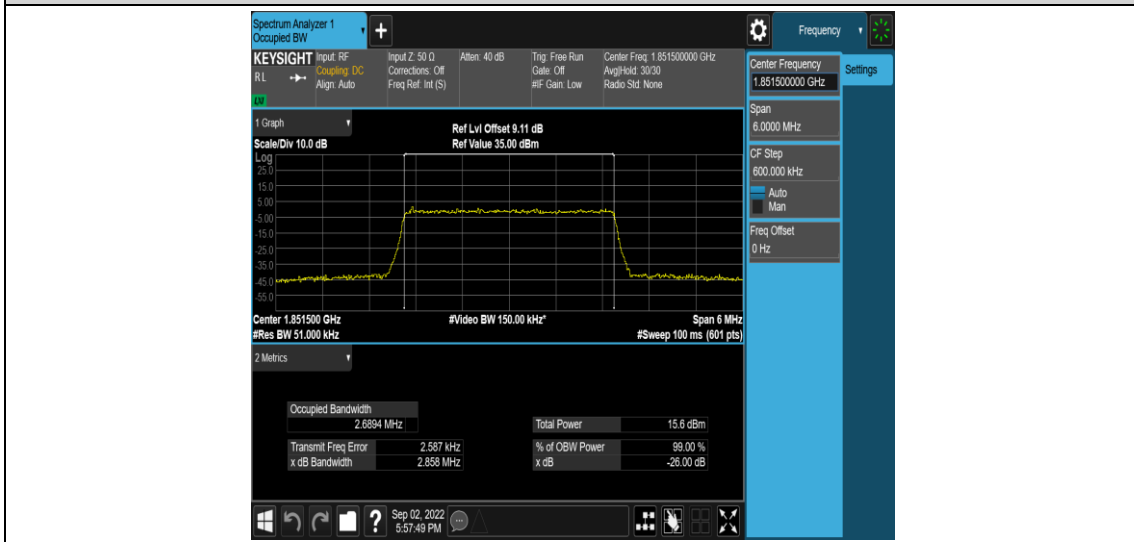 Spectrum Analyzer 1
Occupied BW
Frequency
KEYSIGHT
RL
Input: RF
Coupling: DC
Align: Auto
Input Z: 50 Ω
Corrections: Off
Freq Ref: Int (S)
Atten: 40 dB
Trig: Free Run
Gate: Off
#IF Gain: Low
Center Freq: 1.851500000 GHz
Avg|Hold: 30/30
Radio Std: None
Center Frequency
1.851500000 GHz
Settings
Span
6.0000 MHz
CF Step
600.000 kHz
Auto
Man
Freq Offset
0 Hz
1 Graph
Scale/Div 10.0 dB
Ref Lvl Offset 9.11 dB
Ref Value 35.00 dBm
Log
25.0
15.0
5.00
-5.00
-15.0
-25.0
-35.0
-45.0
-55.0
Center 1.851500 GHz
#Video BW 150.00 kHz*
Span 6 MHz
#Res BW 51.000 kHz
#Sweep 100 ms (601 pts)
2 Metrics
Occupied Bandwidth
2.6894 MHz
Total Power 15.6 dBm
Transmit Freq Error 2.587 kHz
% of OBW Power 99.00 %
x dB Bandwidth 2.858 MHz
x dB -26.00 dB
?
Sep 02, 2022
5:57:49 PM